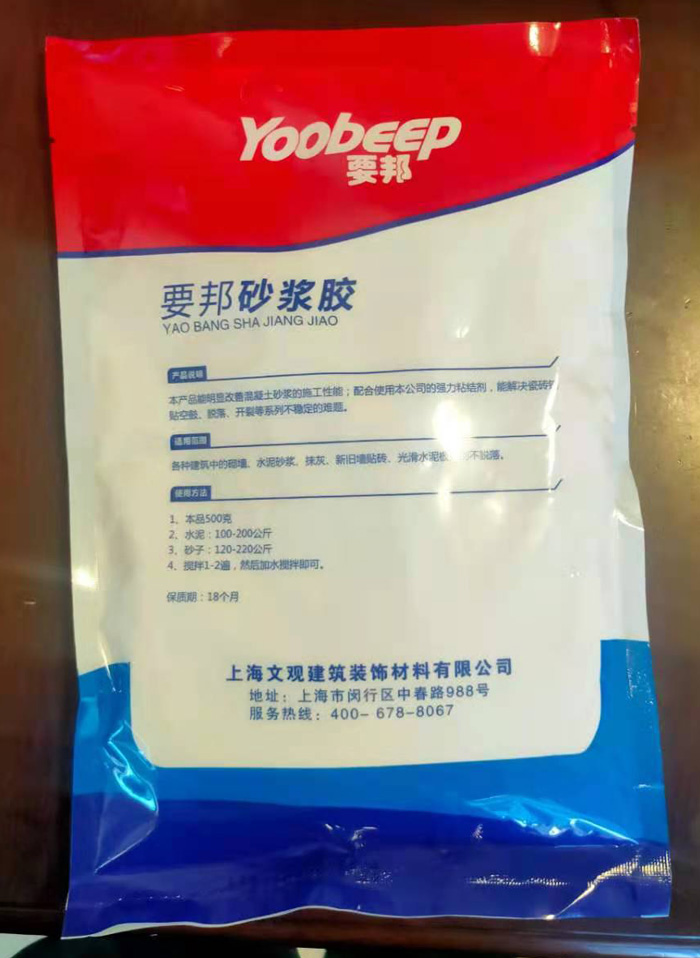 Yoobeep
要邦
要邦砂浆胶
YAO BANG SHA JIANG JIAO
产品说明
本产品能明显改善混凝土砂浆的施工性能；配合使用本公司的强力粘结剂，能解决瓷砖
贴空鼓、脱落、开裂等系列不稳定的难题。
适用范围
各种建筑中的砌墙、水泥砂浆、抹灰、新旧墙贴砖、光滑水泥板 不脱落。
使用方法
1、本品500克
2、水泥：100-200公斤
3、砂子：120-220公斤
4、搅拌1-2遍，然后加水搅拌即可。
保质期：18个月
上海文观建筑装饰材料有限公司
地址：上海市闵行区中春路988号
服务热线：400- 678-8067